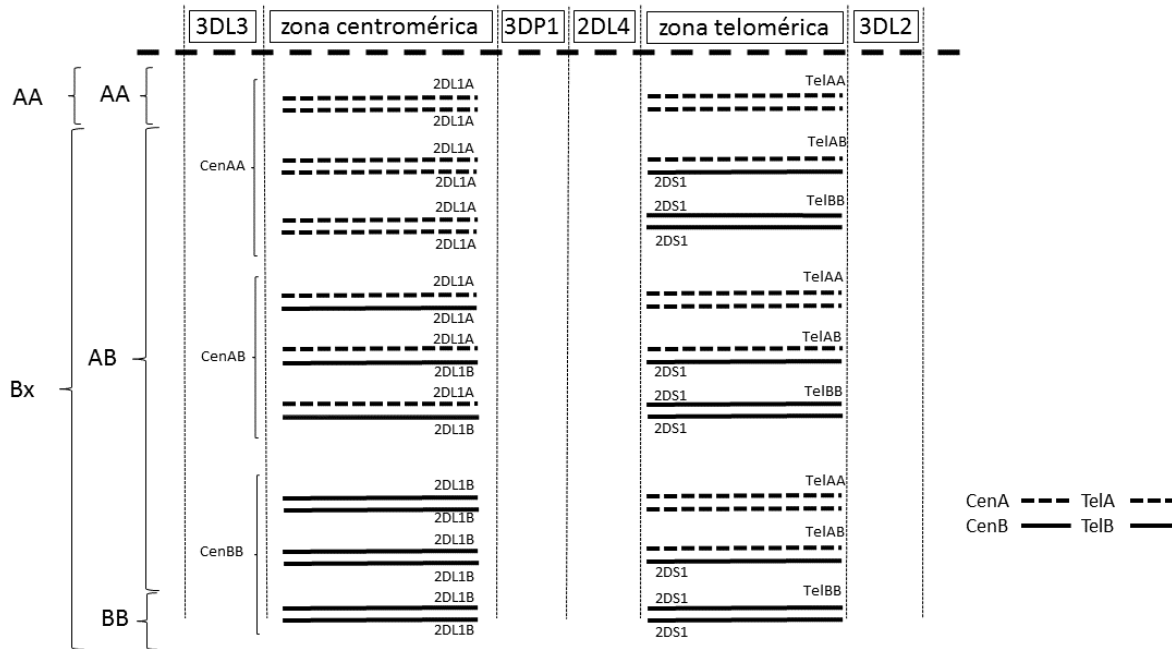 3DL3 zona centromérica 3DP1 2DL4 zona telomérica 3DL2
2DL1A TelAA
AA AA
2DL1A
2DL1A TelAB
CenAA
2DL1A 2DS1
2DL1A 2DS1 TelBB
2DL1A 2DS1
2DL1A TelAA
2DL1A
2DL1A TelAB
AB CenAB
2DL1B 2DS1
Bx
2DL1A 2DS1 TelBB
2DL1B 2DS1
2DL1B TelAA
CenA TelA
2DL1B
CenB TelB
2DL1B TelAB
CenBB
2DL1B 2DS1
2DL1B 2DS1 TelBB
BB
2DL1B 2DS1